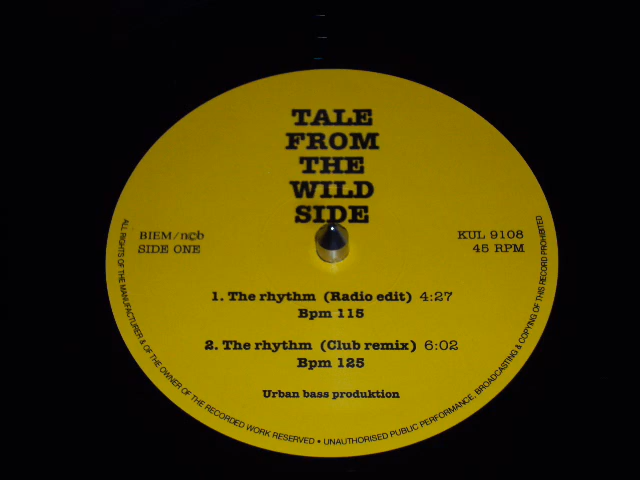 TALE
FROM
THE
WILD
SIDE
BIEM/ncb
SIDE ONE
KUL 9108
45 RPM
1. The rhythm (Radio edit) 4:27
Bpm 115
2. The rhythm (Club remix) 6:02
Bpm 125
Urban bass produktion
ALL RIGHTS OF THE MANUFACTURER & OF THE OWNER OF THE RECORDED WORK RESERVED • UNAUTHORISED PUBLIC PERFORMANCE, BROADCASTING & COPYING OF THIS RECORD PROHIBITED